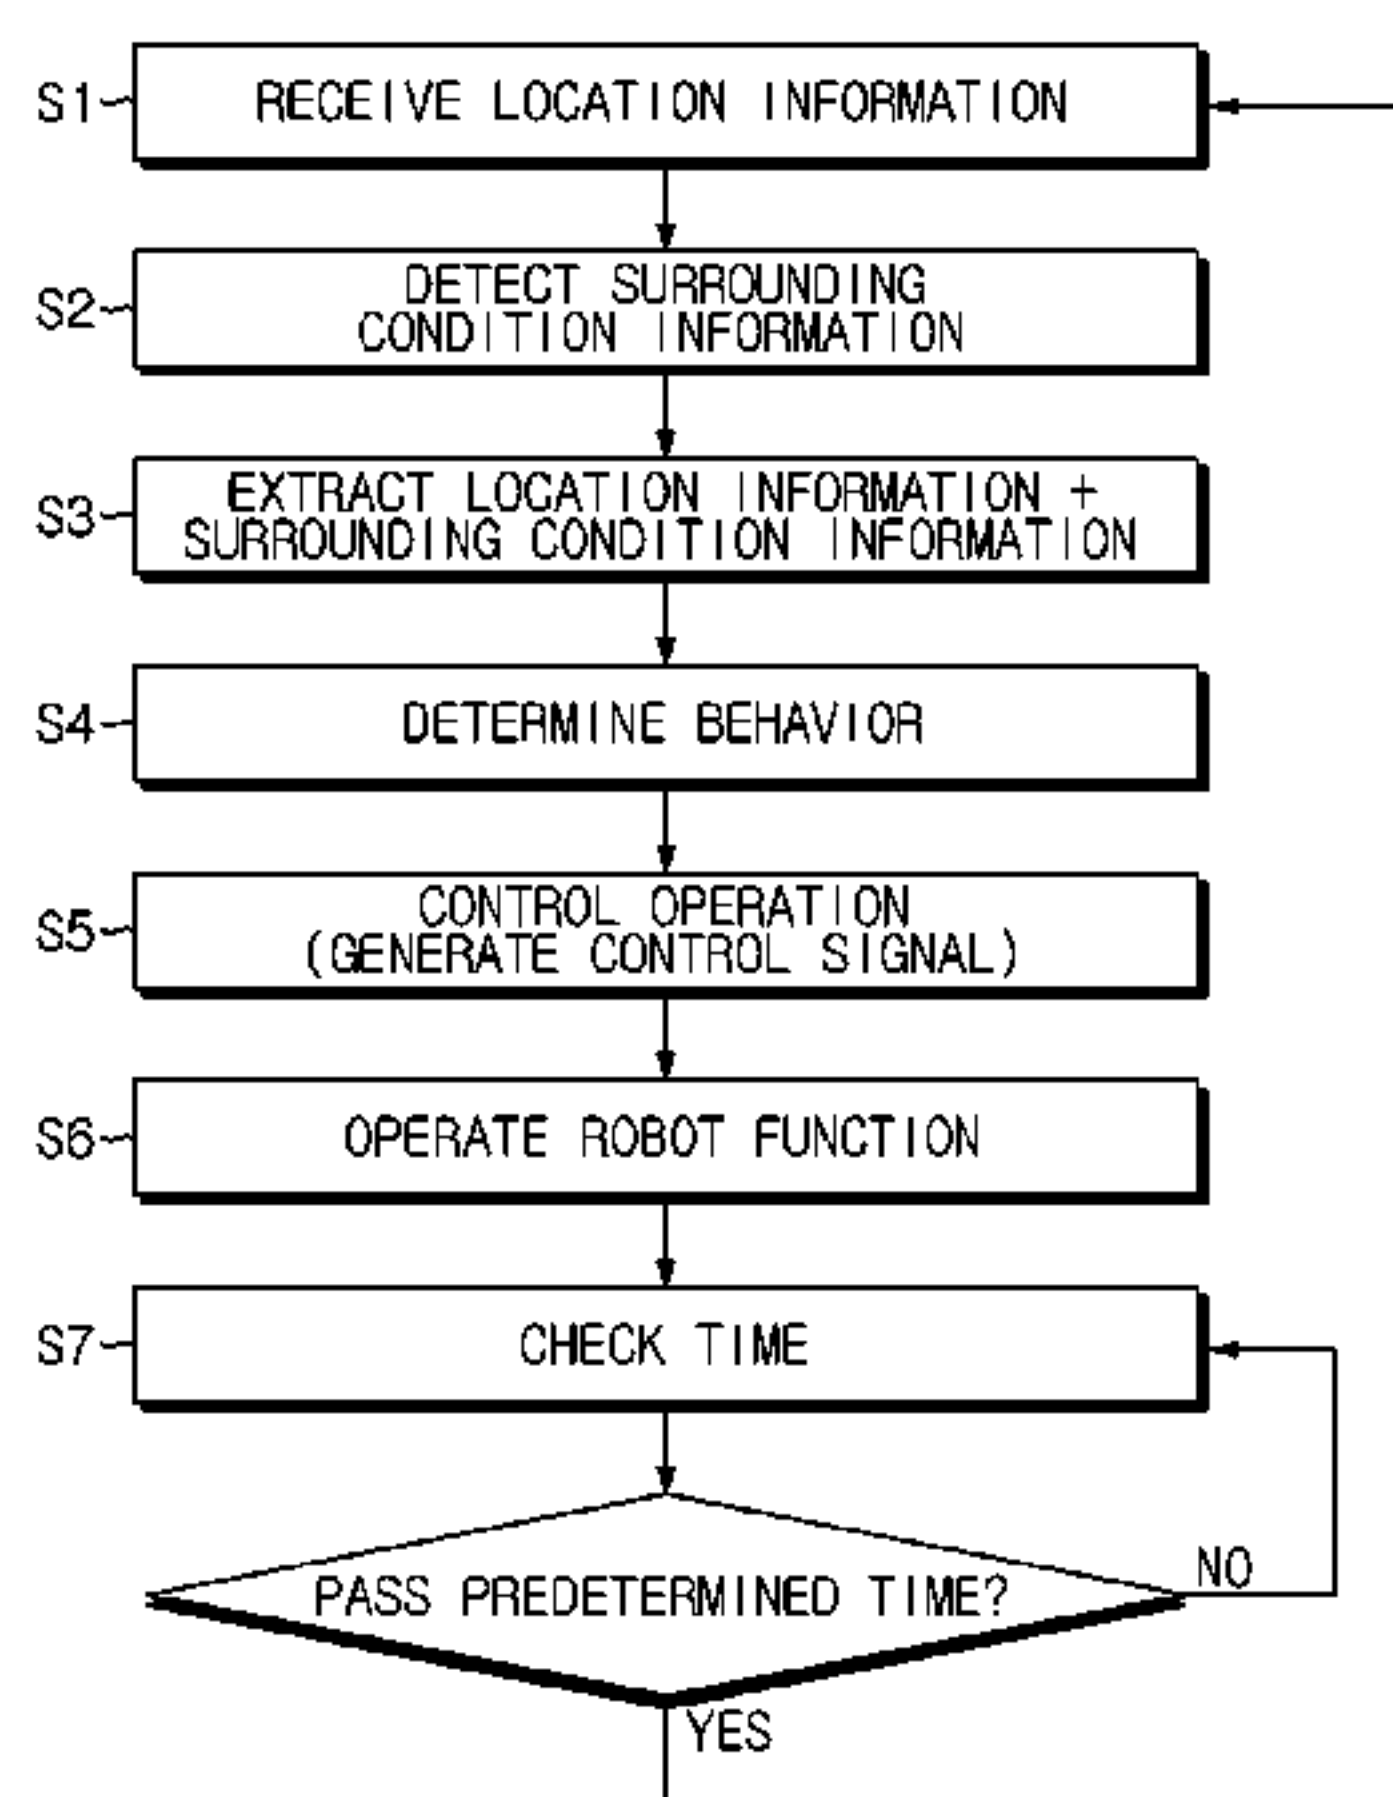 S1
RECEIVE LOCATION INFORMATION
S2
DETECT SURROUNDING
CONDITION INFORMATION
S3
EXTRACT LOCATION INFORMATION +
SURROUNDING CONDITION INFORMATION
S4
DETERMINE BEHAVIOR
S5
CONTROL OPERATION
(GENERATE CONTROL SIGNAL)
S6
OPERATE ROBOT FUNCTION
S7
CHECK TIME
PASS PREDETERMINED TIME?
NO
YES